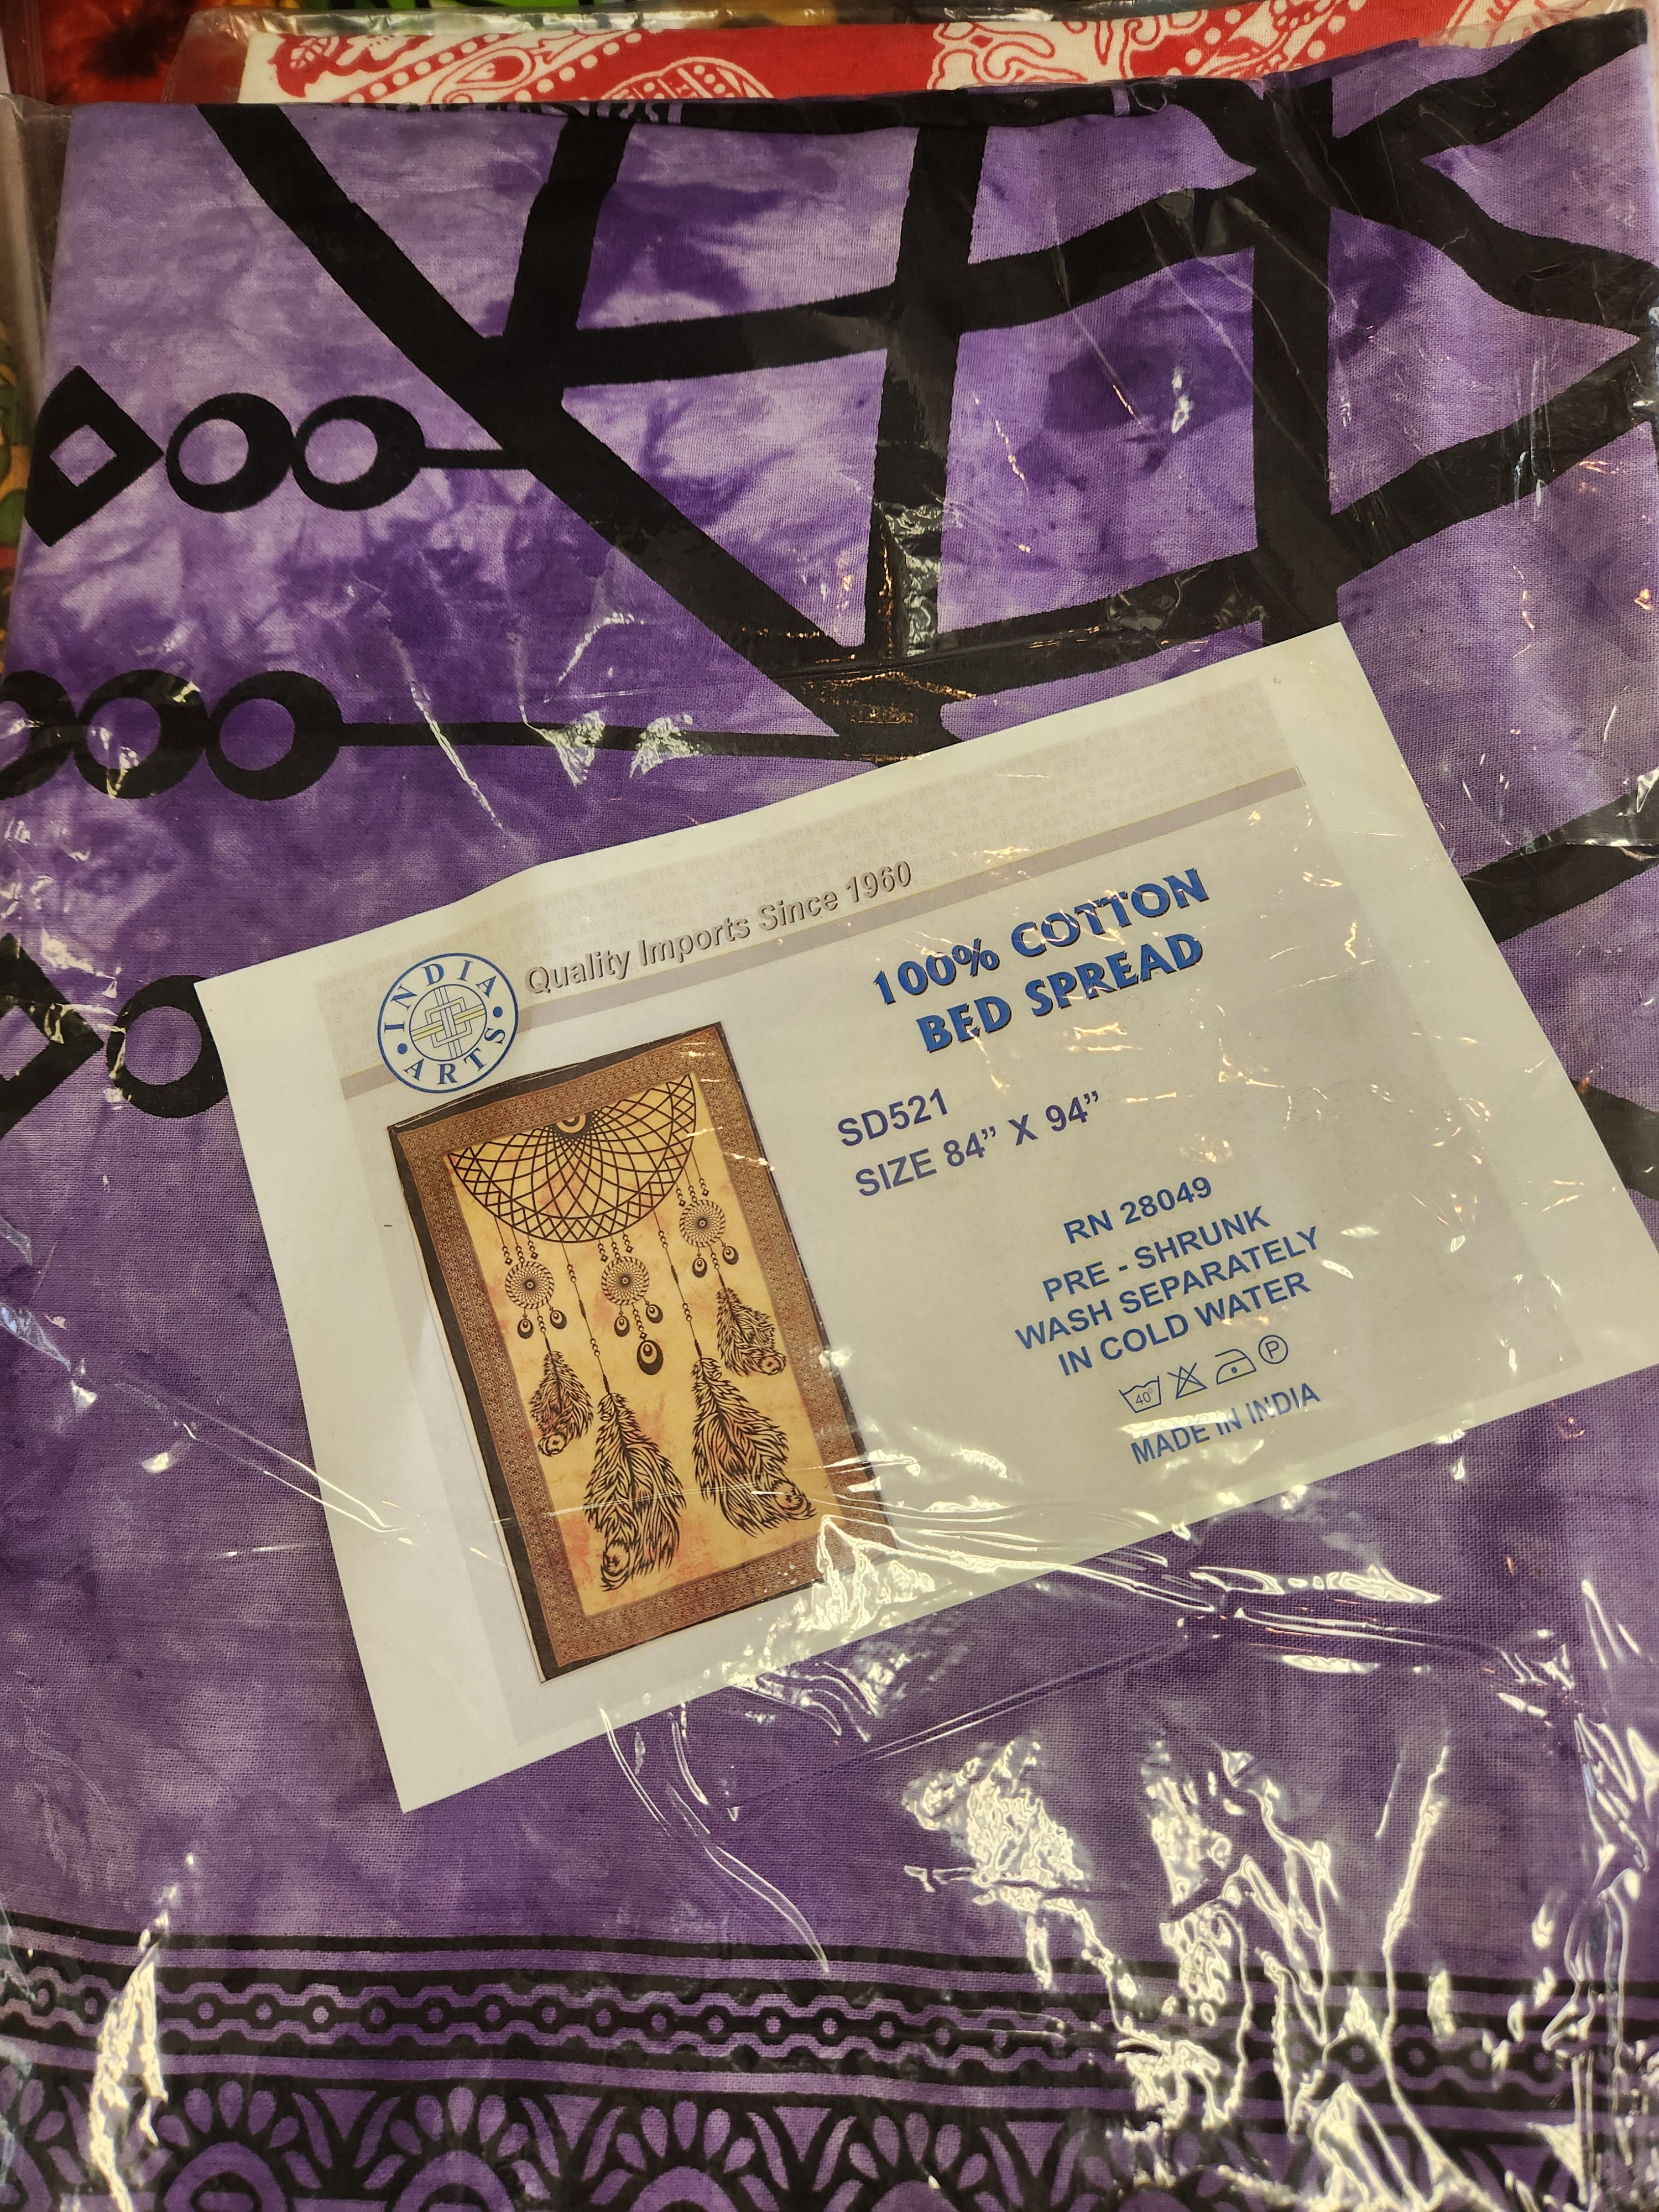 INDIA ARTS
Quality Imports Since 1960
100% COTTON
BED SPREAD
SD521
SIZE 84” X 94”
RN 28049
PRE - SHRUNK
WASH SEPARATELY
IN COLD WATER
40° P
MADE IN INDIA